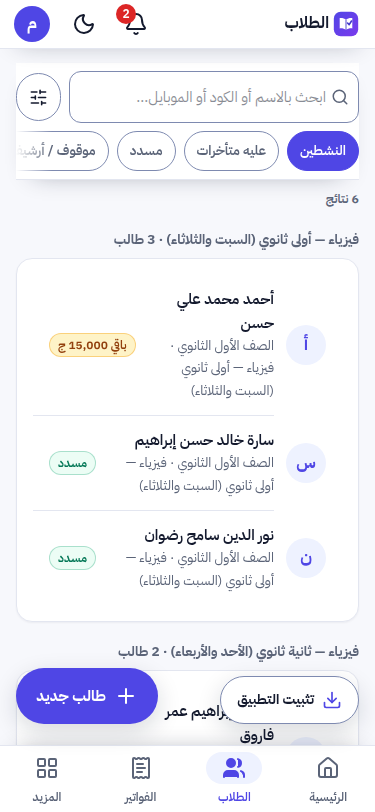 الطلاب
2
م
ابحث بالاسم أو الكود أو الموبايل...
النشطين
عليه متأخرات
مسدد
موقوف / أرشيف
6 نتائج
فيزياء — أولى ثانوي (السبت والثلاثاء) · 3 طالب
أ
أحمد محمد علي
حسن
الصف الأول الثانوي ·
فيزياء — أولى ثانوي
(السبت والثلاثاء)
باقي 15,000 ج
س
سارة خالد حسن إبراهيم
الصف الأول الثانوي · فيزياء —
أولى ثانوي (السبت والثلاثاء)
مسدد
ن
نور الدين سامح رضوان
الصف الأول الثانوي · فيزياء —
أولى ثانوي (السبت والثلاثاء)
مسدد
فيزياء — ثانية ثانوي (الأحد والأربعاء) · 2 طالب
إبراهيم عمر
فاروق
تثبيت التطبيق
طالب جديد
الرئيسية
الطلاب
الفواتير
المزيد